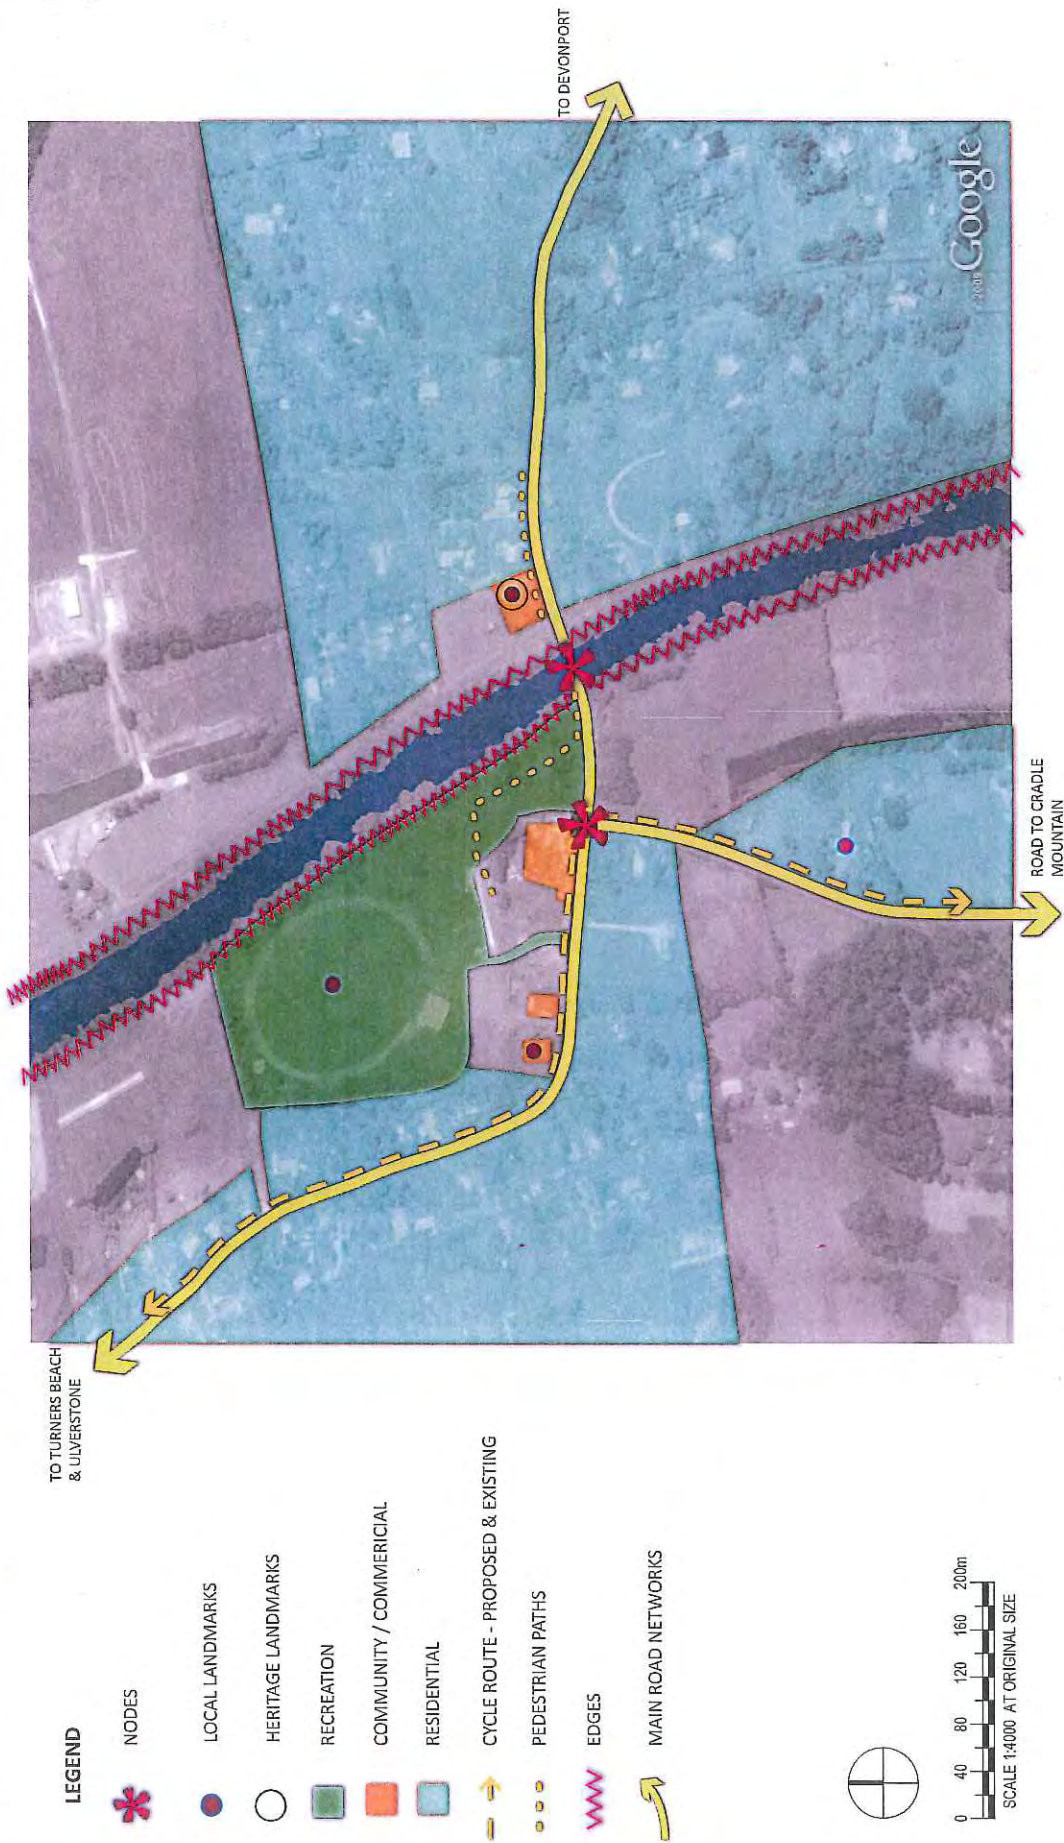 TO TURNERS BEACH
& ULVERSTONE
TO DEVONPORT
ROAD TO CRADLE
MOUNTAIN
2009 Google
LEGEND
NODES
LOCAL LANDMARKS
HERITAGE LANDMARKS
RECREATION
COMMUNITY / COMMERICIAL
RESIDENTIAL
CYCLE ROUTE - PROPOSED & EXISTING
PEDESTRIAN PATHS
EDGES
MAIN ROAD NETWORKS
0 40 80 120 160 200m
SCALE 1:4000 AT ORIGINAL SIZE